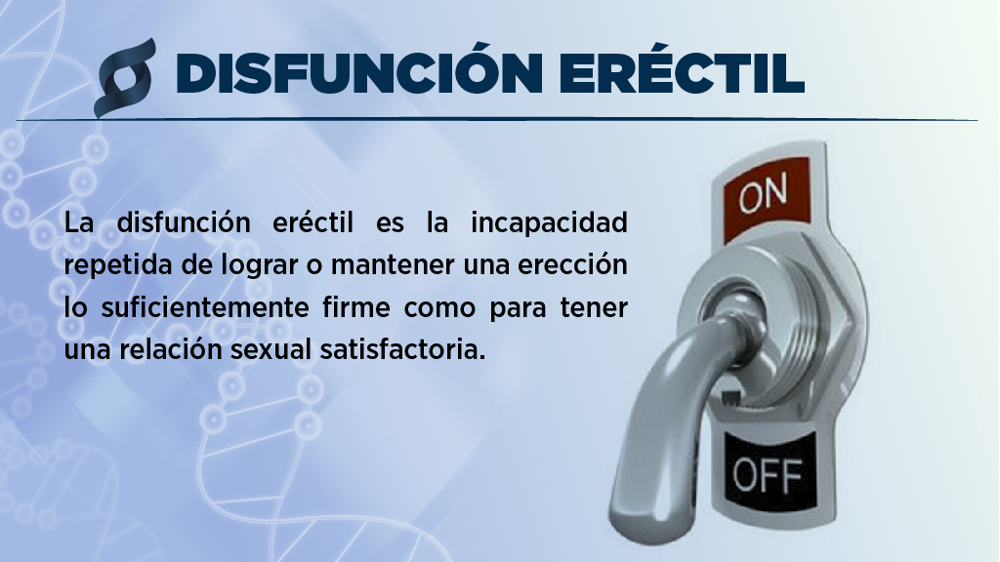 DISFUNCIÓN ERÉCTIL
La disfunción eréctil es la incapacidad
repetida de lograr o mantener una erección
lo suficientemente firme como para tener
una relación sexual satisfactoria.
ON
OFF